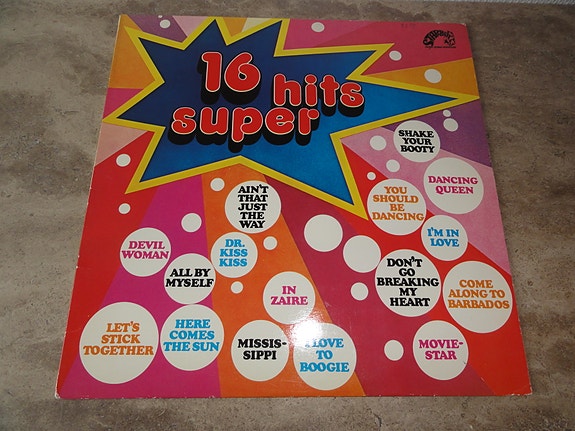 16
hits
super
SHAKE
YOUR
BOOTY
DANCING
QUEEN
YOU
SHOULD
BE
DANCING
AIN'T
THAT
JUST
THE
WAY
I'M IN
LOVE
DEVIL
WOMAN
DR.
KISS
KISS
ALL BY
MYSELF
DON'T
GO
BREAKING
MY
HEART
COME
ALONG TO
BARBADOS
IN
ZAIRE
LET'S
STICK
TOGETHER
HERE
COMES
THE SUN
MISSIS-
SIPPI
I LOVE
TO
BOOGIE
MOVIE-
STAR